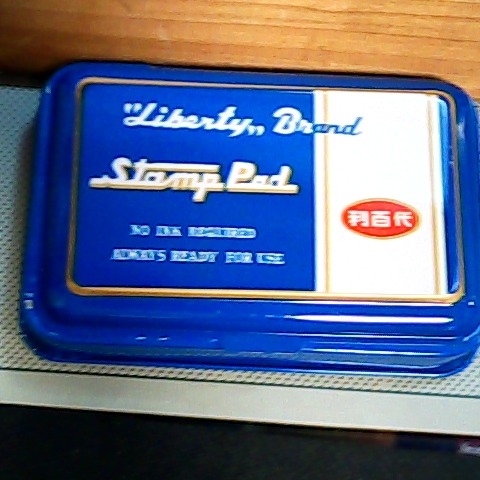 "Liberty„ Brand
Stamp Pad
利百代
NO INK REQUIRED
ALWAYS READY FOR USE